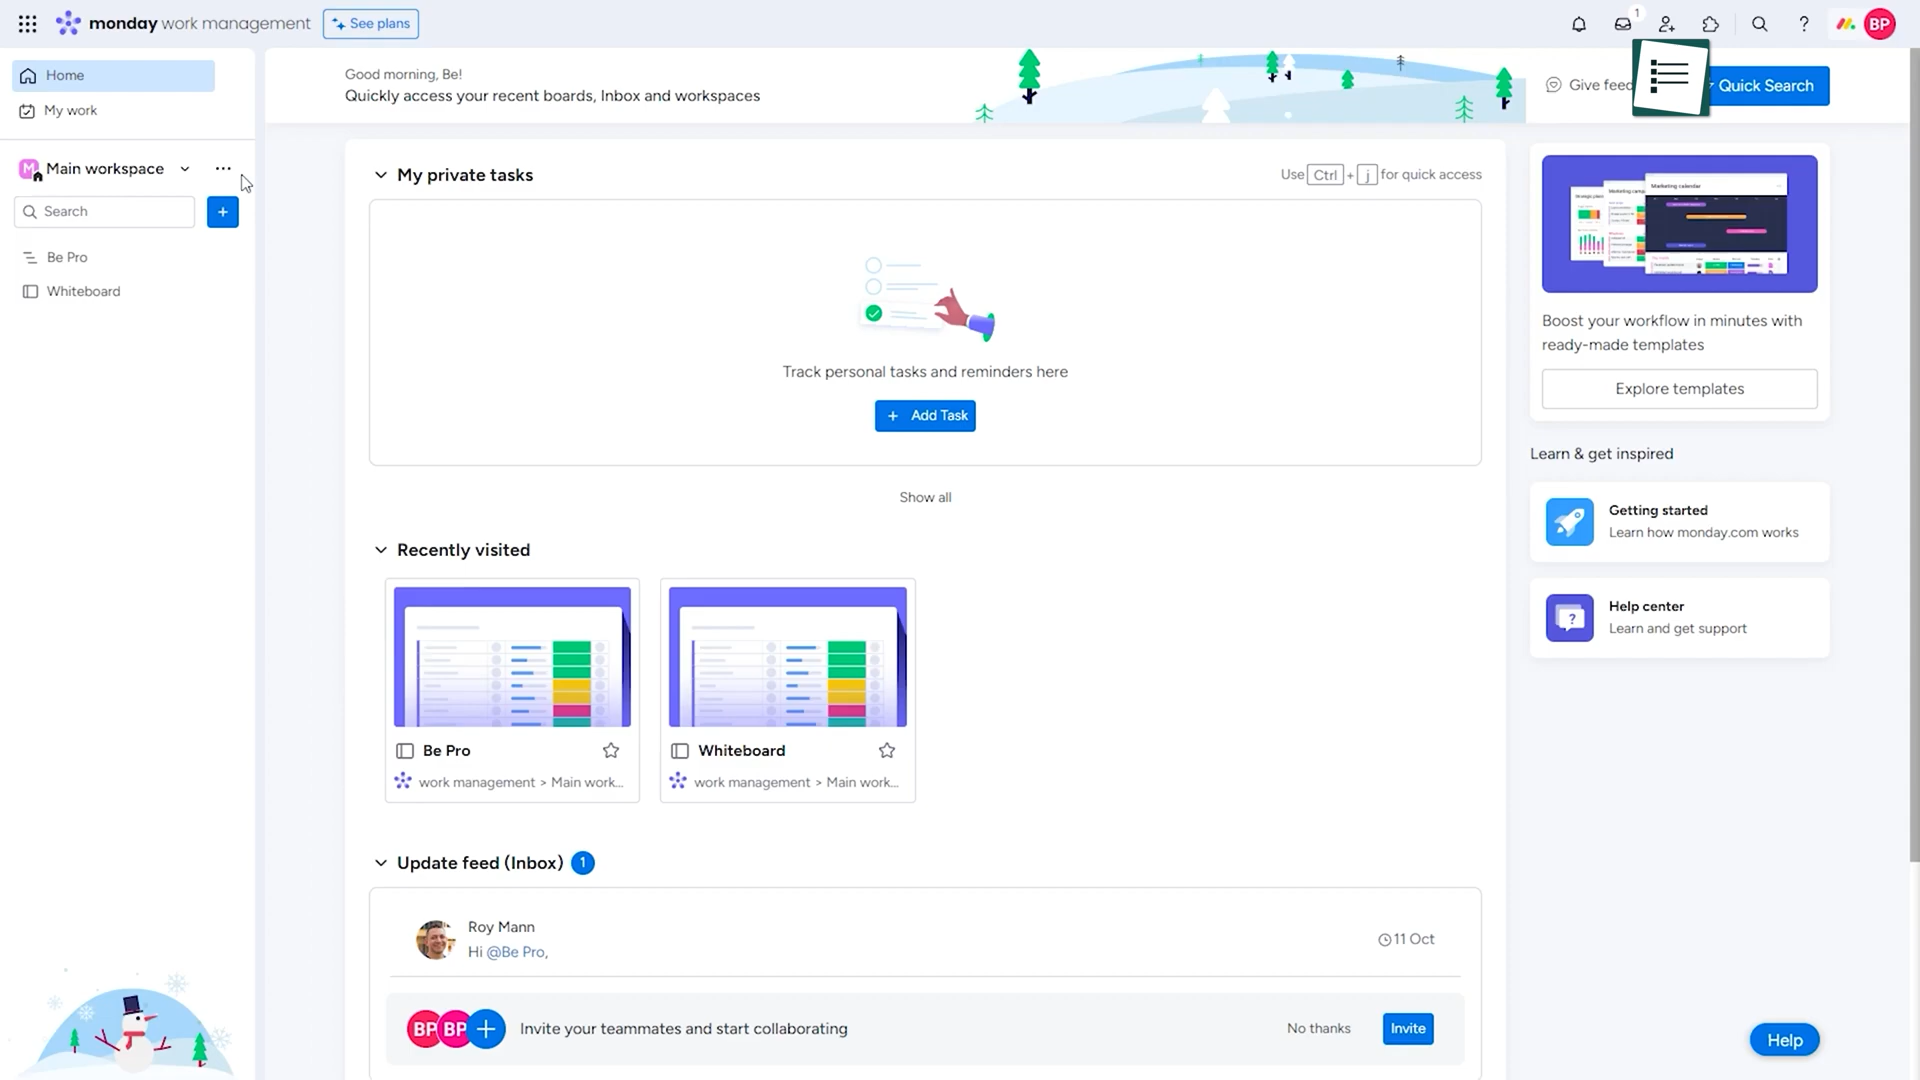 monday work management
See plans
1
BP
Home
My work
M Main workspace
Search
Be Pro
Whiteboard
Good morning, Be!
Quickly access your recent boards, Inbox and workspaces
Quick Search
My private tasks
Use Ctrl + j for quick access
Track personal tasks and reminders here
+ Add Task
Show all
Recently visited
Be Pro
work management > Main work...
Whiteboard
work management > Main work...
Update feed (Inbox) 1
Roy Mann
Hi @Be Pro,
11 Oct
BP BP Invite your teammates and start collaborating
No thanks
Invite
Marketing calendar
Boost your workflow in minutes with
ready-made templates
Explore templates
Learn & get inspired
Getting started
Learn how monday.com works
Help center
Learn and get support
Help